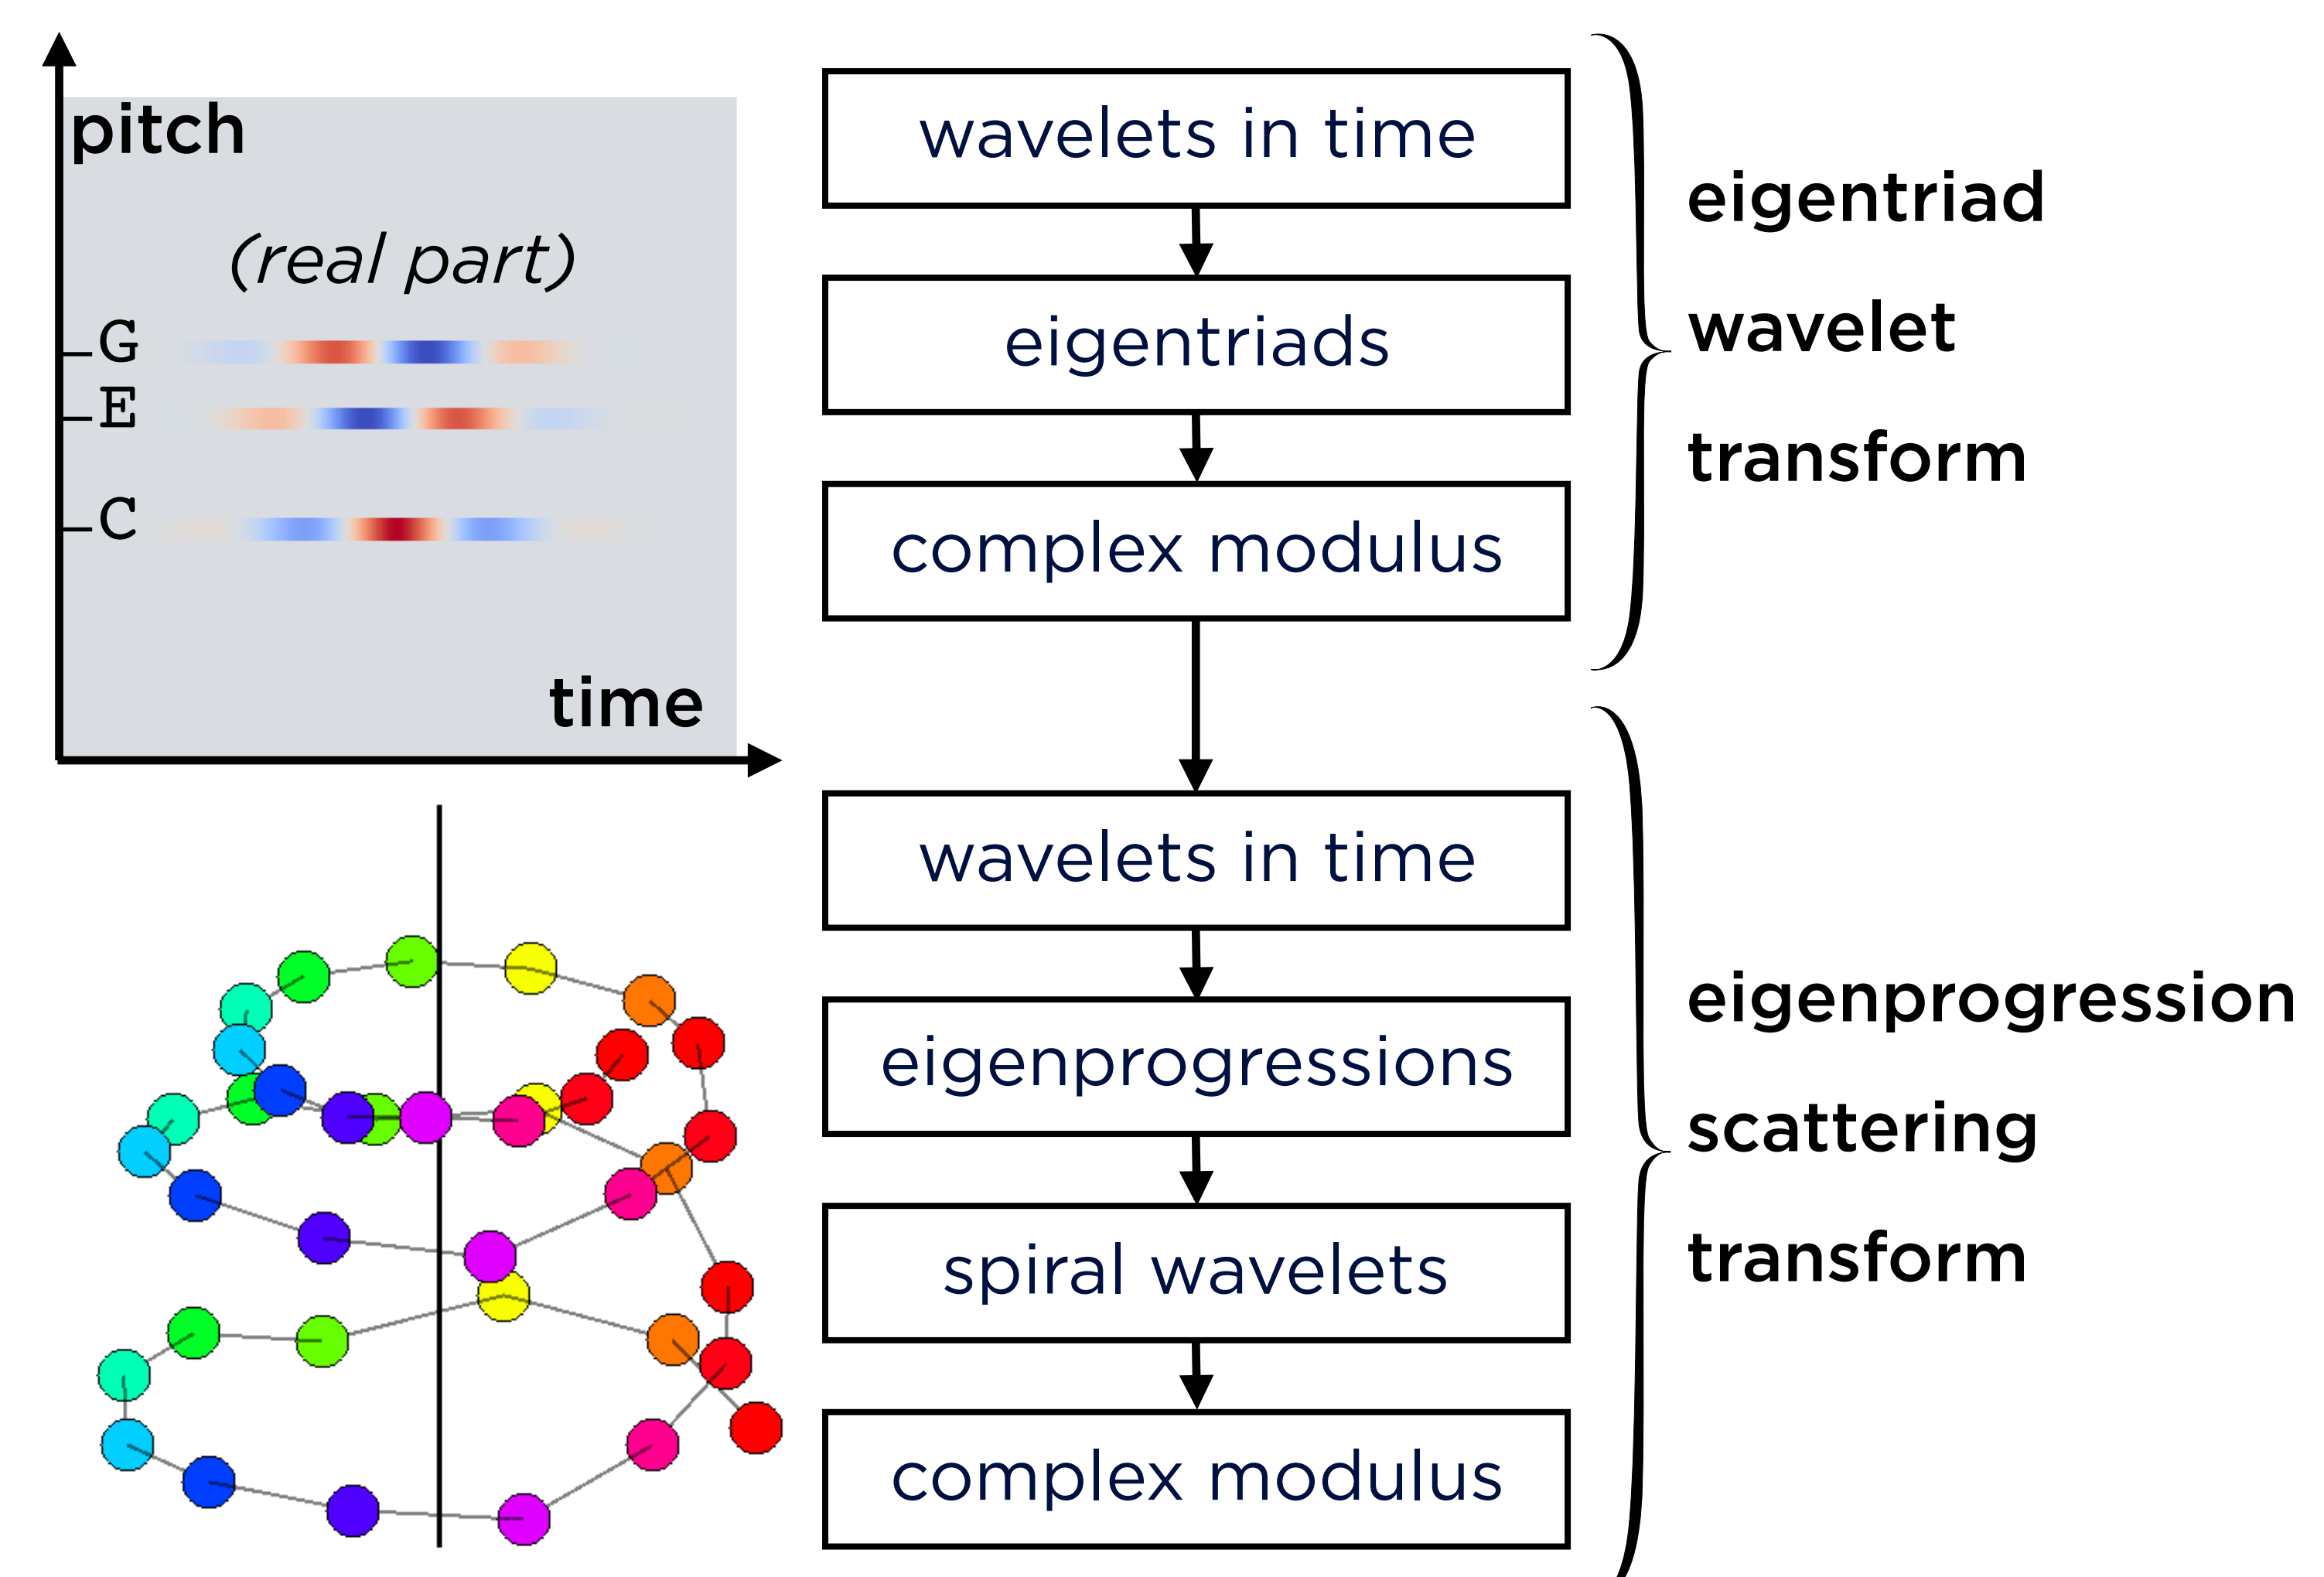 pitch
(real part)
G
E
C
time
wavelets in time
eigentriads
complex modulus
eigentriad
wavelet
transform
wavelets in time
eigenprogressions
spiral wavelets
complex modulus
eigenprogression
scattering
transform